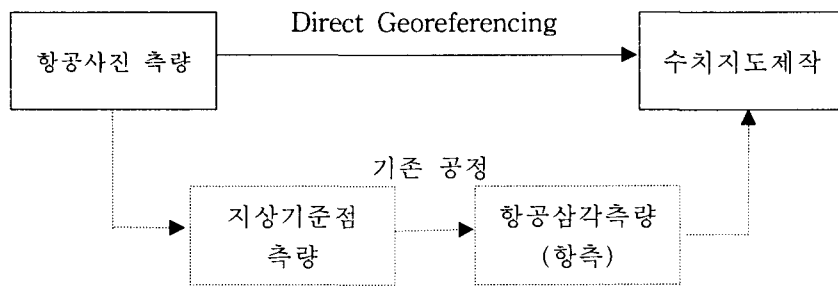 Direct Georeferencing
항공사진 측량
수치지도제작
기존 공정
지상기준점
측량
항공삼각측량
(항측)